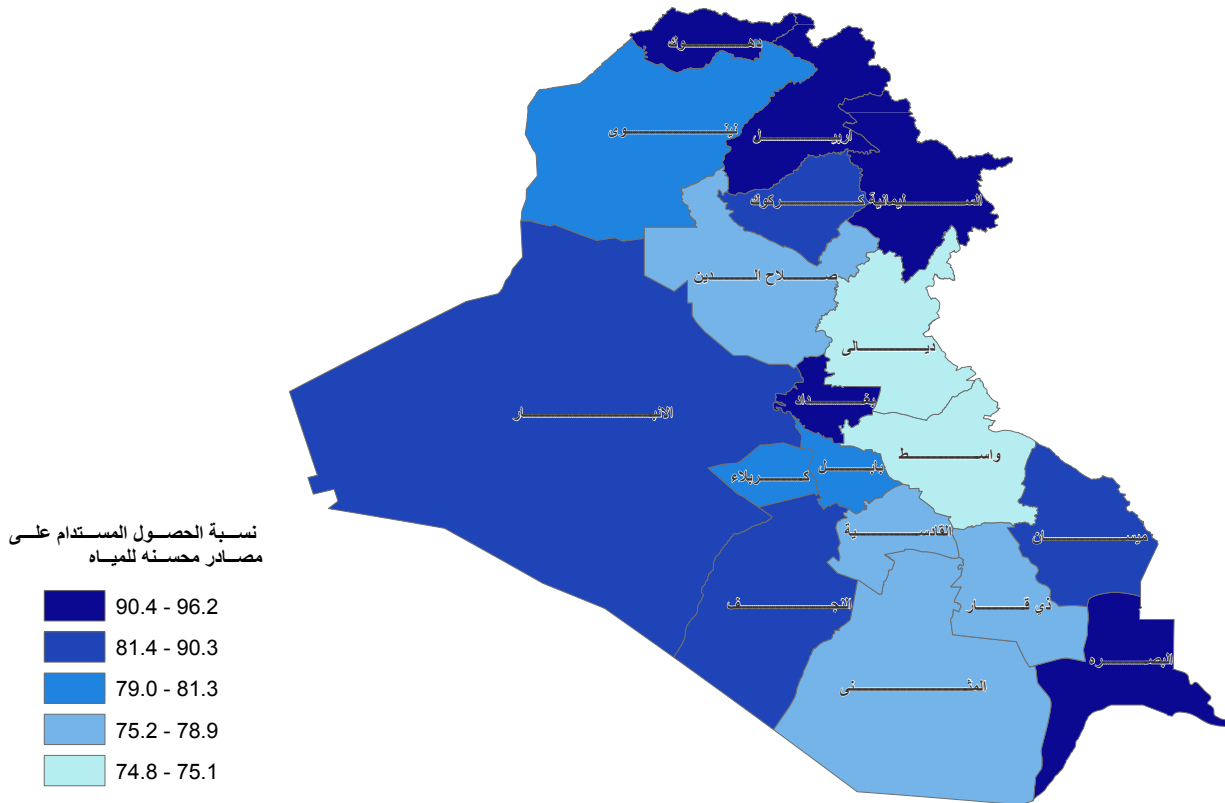 دهوك
نينوى
اربيل
السليمانية
كركوك
صلاح الدين
ديالى
بغداد
الانبار
واسط
بابل
كربلاء
القادسية
ميسان
النجف
ذي قار
البصره
المثنى
نسبة الحصول المستدام على
مصادر محسنه للمياه
90.4 - 96.2
81.4 - 90.3
79.0 - 81.3
75.2 - 78.9
74.8 - 75.1